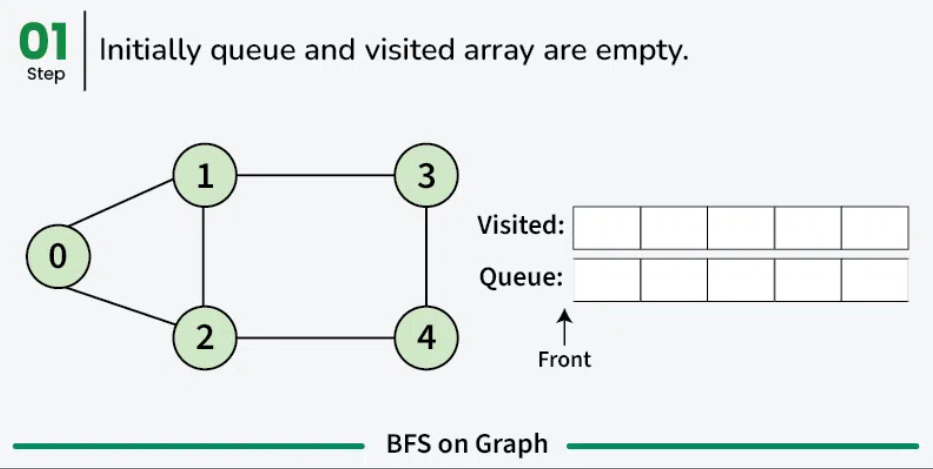 01
Step
Initially queue and visited array are empty.
1
3
0
2
4
Visited:
Queue:
Front
BFS on Graph